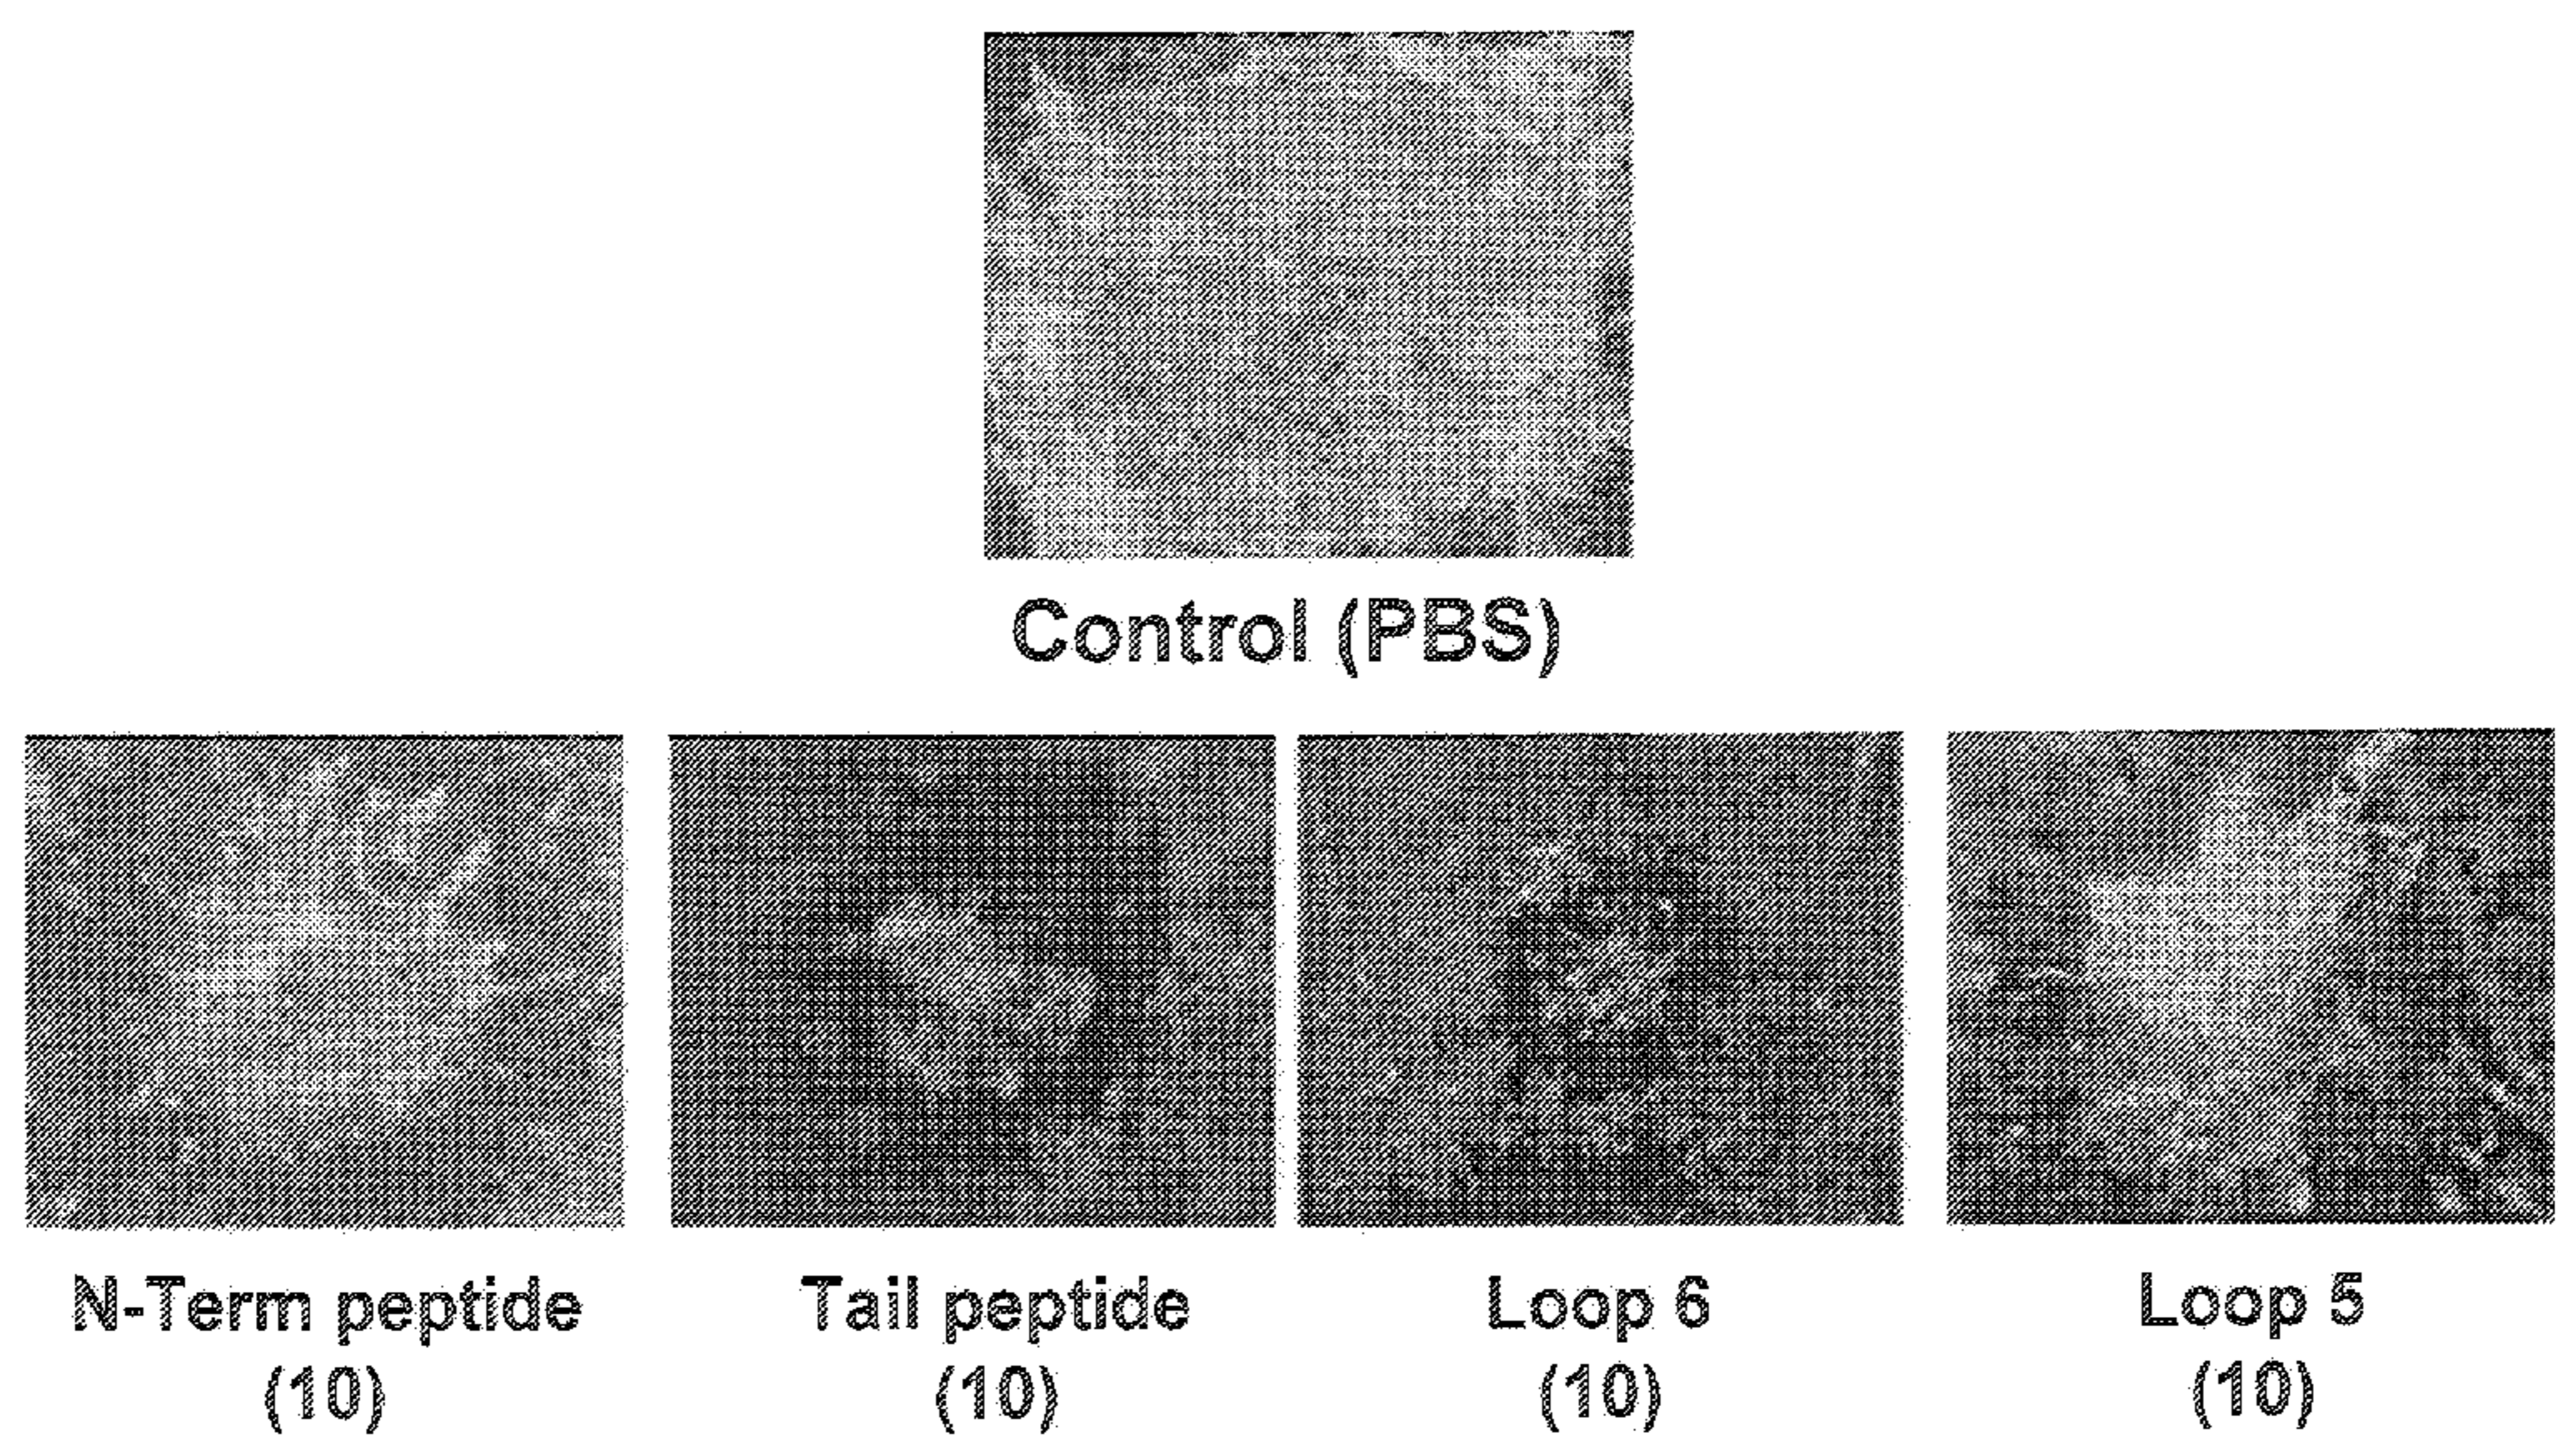 Control (PBS)
N-Term peptide
(10)
Tail peptide
(10)
Loop 6
(10)
Loop 5
(10)